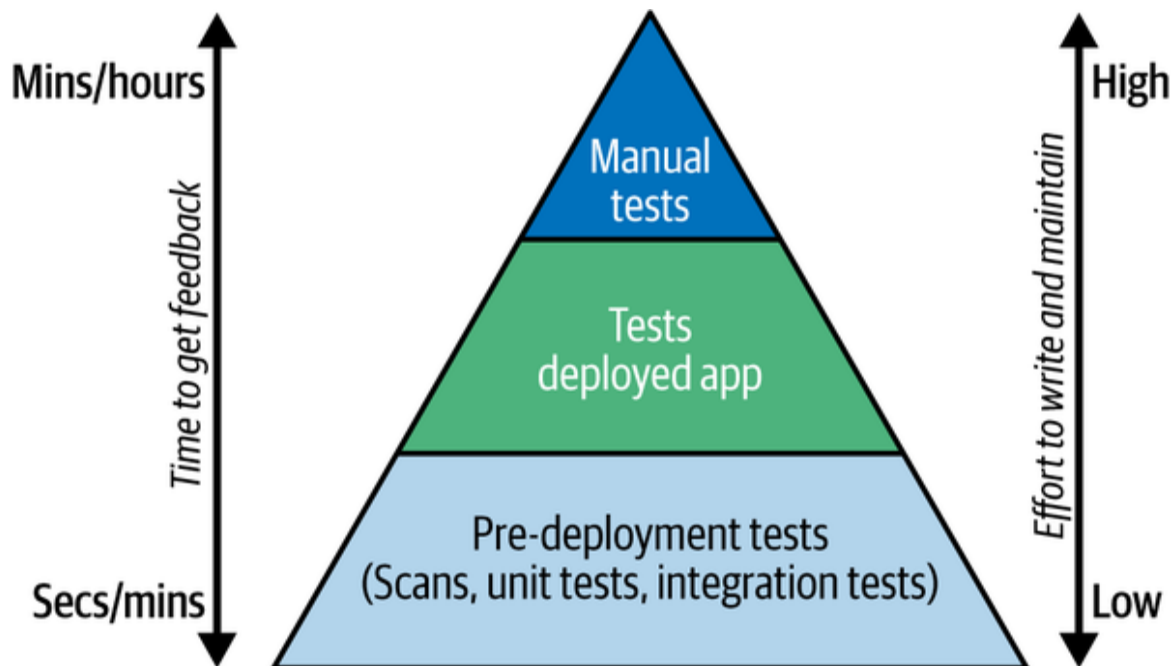 Mins/hours
Time to get feedback
Secs/mins
Manual
tests
Tests
deployed app
Pre-deployment tests
(Scans, unit tests, integration tests)
High
Effort to write and maintain
Low